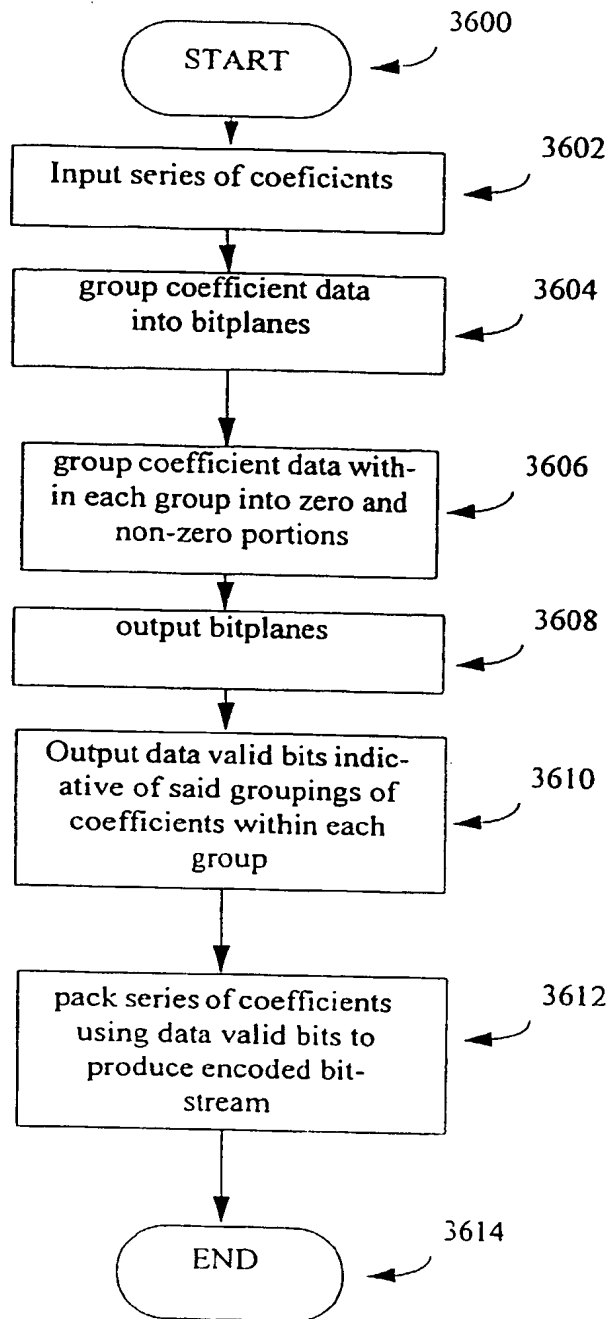 START
3600
Input series of coeficients
3602
group coefficient data
into bitplanes
3604
group coefficient data with-
in each group into zero and
non-zero portions
3606
output bitplanes
3608
Output data valid bits indic-
ative of said groupings of
coefficients within each
group
3610
pack series of coefficients
using data valid bits to
produce encoded bit-
stream
3612
END
3614